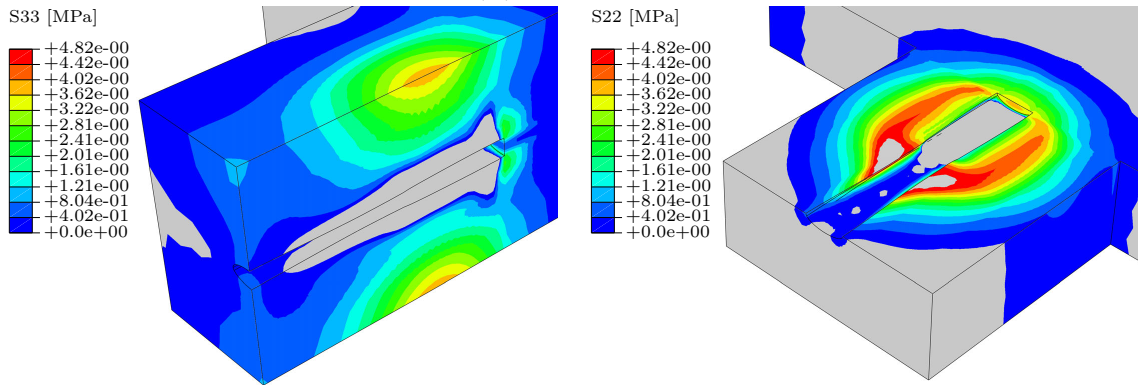 S33 [MPa]
+4.82e-00
+4.42e-00
+4.02e-00
+3.62e-00
+3.22e-00
+2.81e-00
+2.41e-00
+2.01e-00
+1.61e-00
+1.21e-00
+8.04e-01
+4.02e-01
+0.0e+00
S22 [MPa]
+4.82e-00
+4.42e-00
+4.02e-00
+3.62e-00
+3.22e-00
+2.81e-00
+2.41e-00
+2.01e-00
+1.61e-00
+1.21e-00
+8.04e-01
+4.02e-01
+0.0e+00